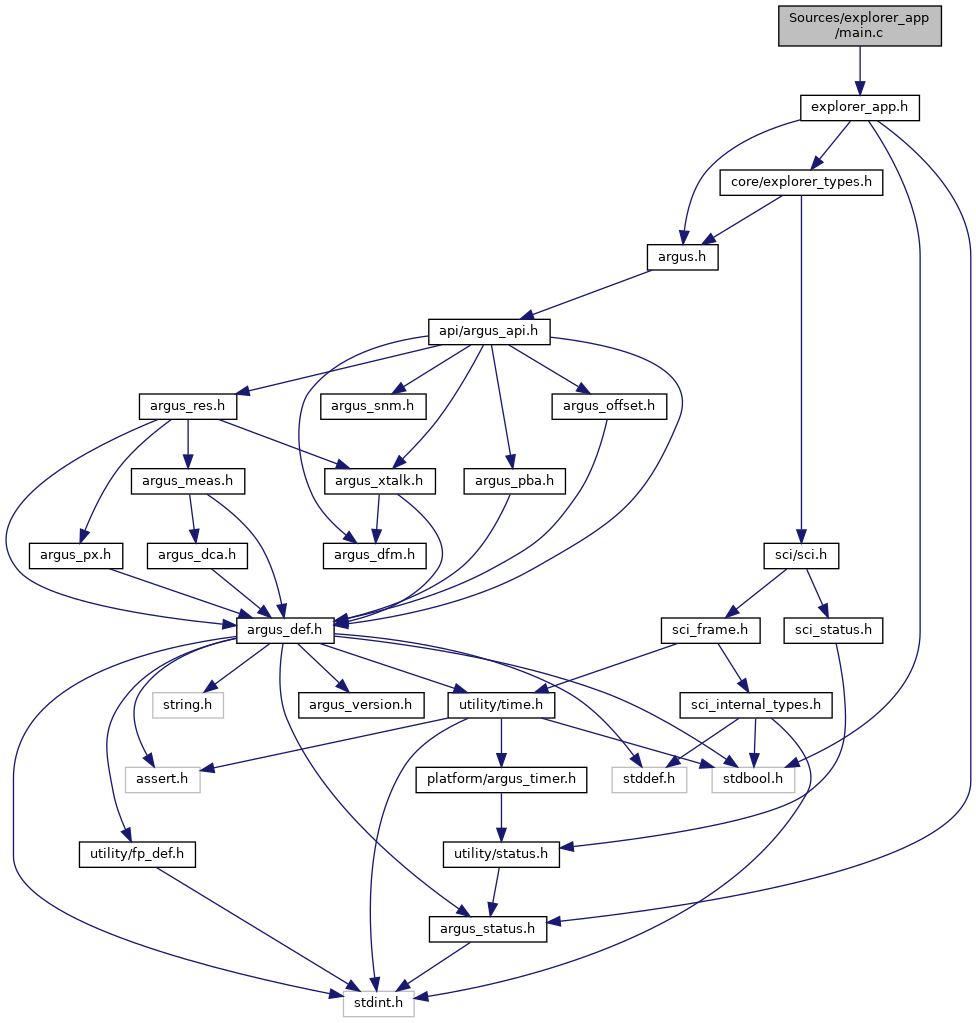 Sources/explorer_app
/main.c
explorer_app.h
core/explorer_types.h
argus.h
api/argus_api.h
argus_res.h
argus_snm.h
argus_offset.h
argus_meas.h
argus_xtalk.h
argus_pba.h
argus_px.h
argus_dca.h
argus_dfm.h
sci/sci.h
argus_def.h
sci_frame.h
sci_status.h
string.h
argus_version.h
utility/time.h
sci_internal_types.h
assert.h
platform/argus_timer.h
stddef.h
stdbool.h
utility/fp_def.h
utility/status.h
argus_status.h
stdint.h